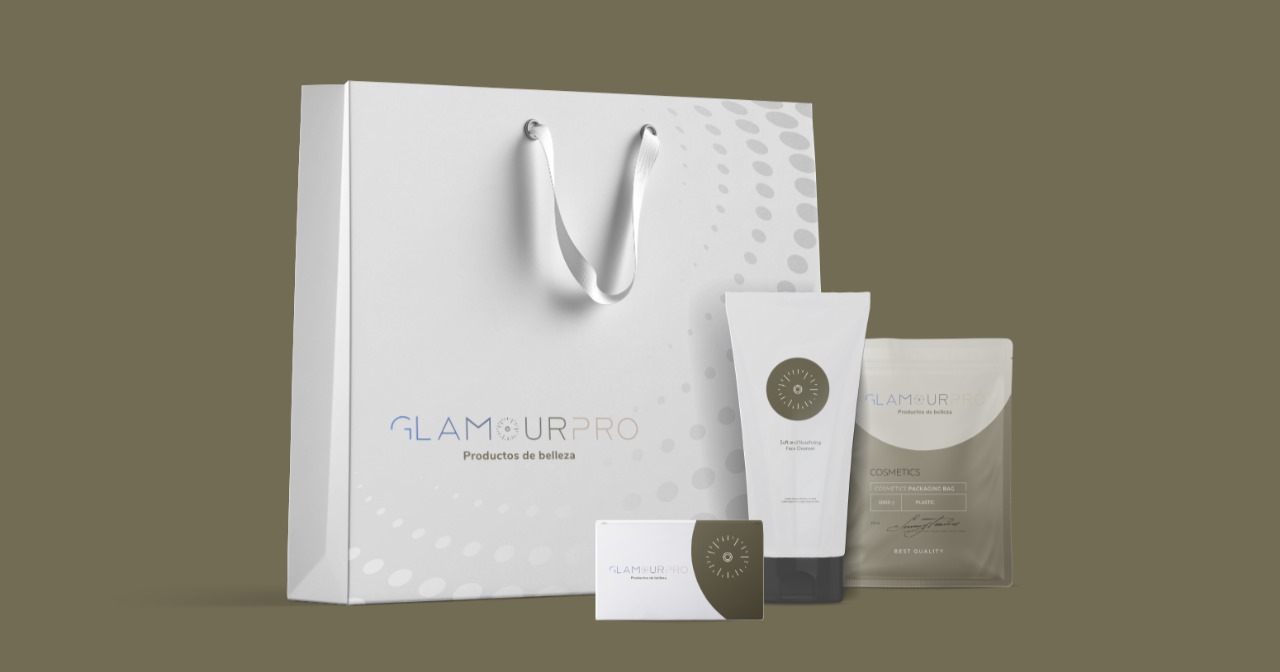 GLAMOURPRO
Productos de belleza
Soft and Nourishing
Face Cleanser
GLAMOURPRO
Productos de belleza
COSMETICS
COSMETICS PACKAGING BAG
PLASTIC
BEST QUALITY
GLAMOURPRO
Productos de belleza